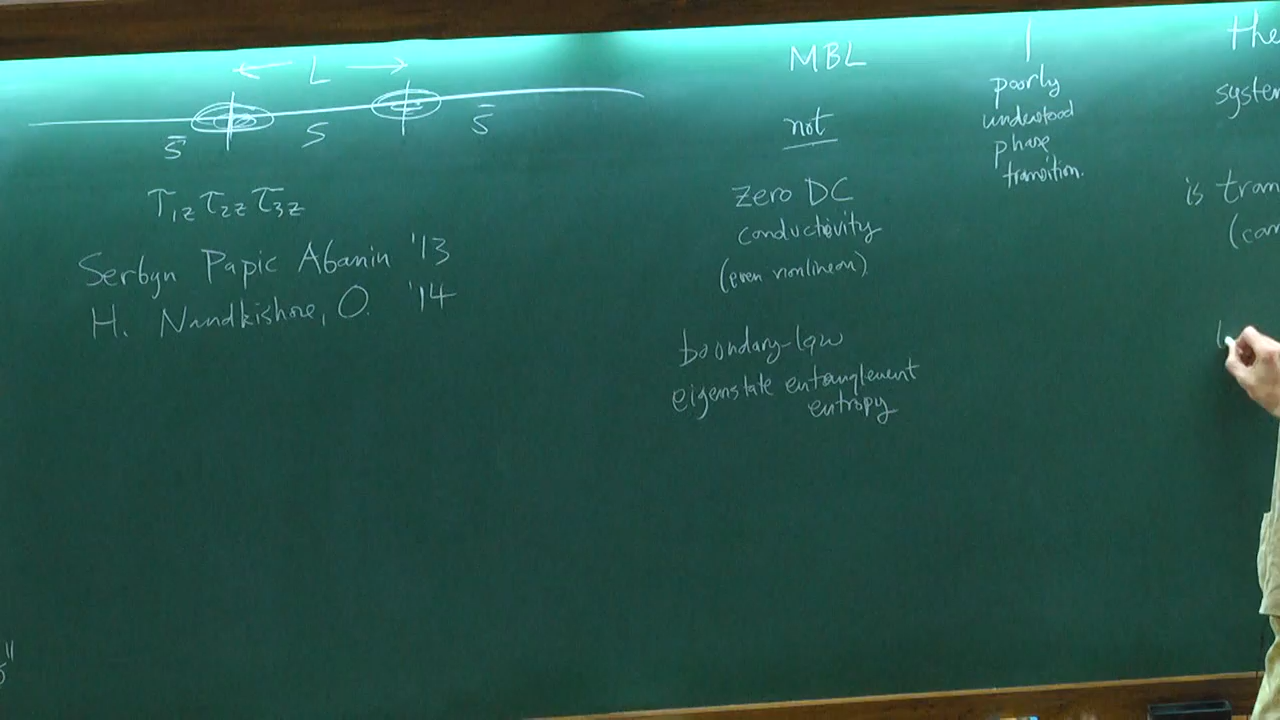 ← L →
S̄ S S̄
τ1z τ2z τ3z
Serbyn Papic Abanin '13
H. Nandkishore, O. '14
MBL
not
zero DC
conductivity
(even nonlinear)
boundary-law
eigenstate entanglement
entropy
poorly
understood
phase
transition.
the
system
is tran
(can
"